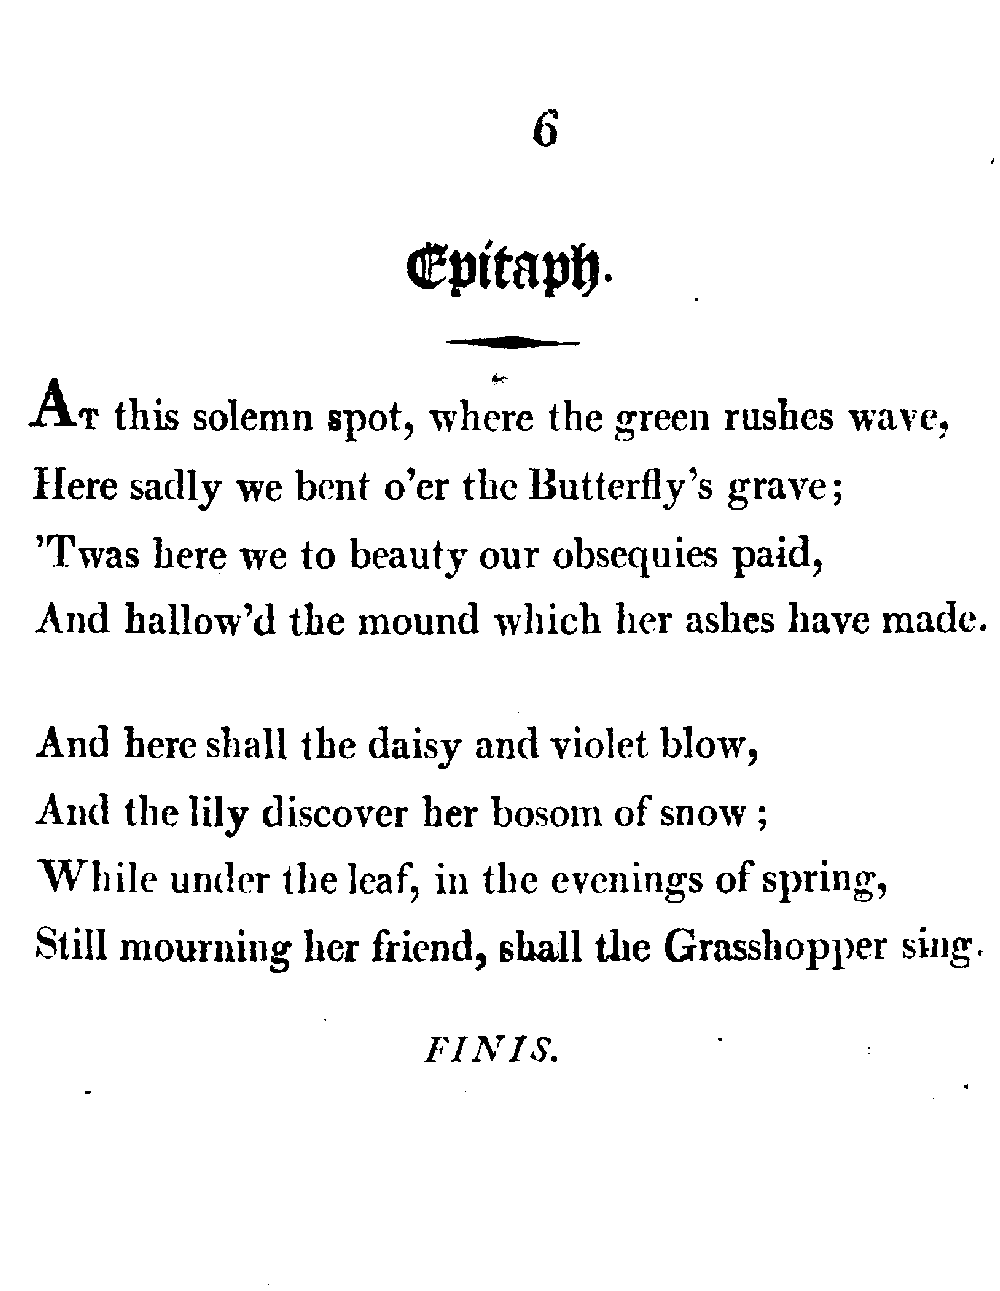 6
Epitaph.
At this solemn spot, where the green rushes wave,
Here sadly we bent o'er the Butterfly's grave;
'Twas here we to beauty our obsequies paid,
And hallow'd the mound which her ashes have made.
And here shall the daisy and violet blow,
And the lily discover her bosom of snow;
While under the leaf, in the evenings of spring,
Still mourning her friend, shall the Grasshopper sing.
FINIS.